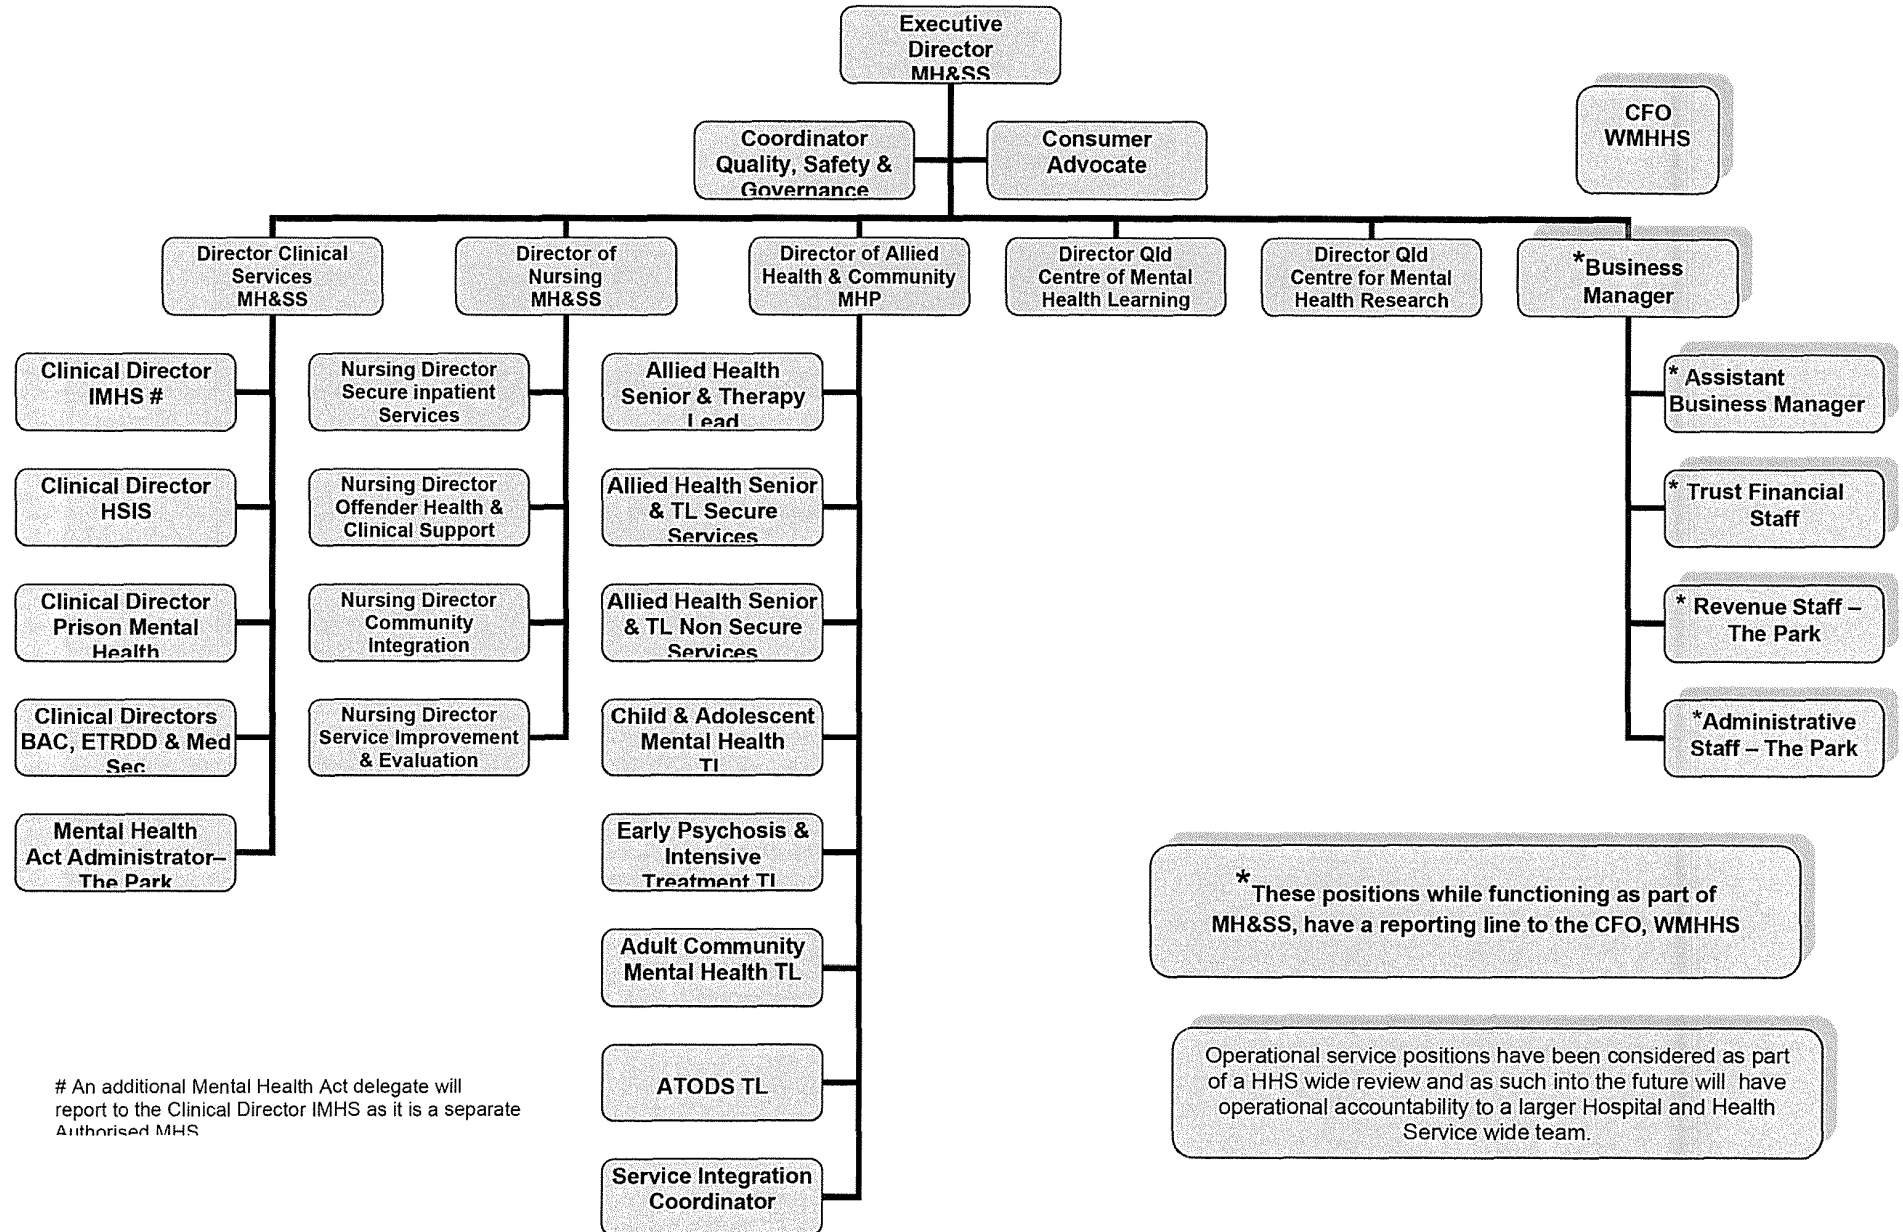 Executive
Director
MH&SS
Coordinator
Quality, Safety &
Governance
Consumer
Advocate
CFO
WMHHS
Director Clinical
Services
MH&SS
Director of
Nursing
MH&SS
Director of Allied
Health & Community
MHP
Director Qld
Centre of Mental
Health Learning
Director Qld
Centre for Mental
Health Research
*Business
Manager
Clinical Director
IMHS #
Clinical Director
HSIS
Clinical Director
Prison Mental
Health
Clinical Directors
BAC, ETRDD & Med
Sec
Mental Health
Act Administrator–
The Park
Nursing Director
Secure inpatient
Services
Nursing Director
Offender Health &
Clinical Support
Nursing Director
Community
Integration
Nursing Director
Service Improvement
& Evaluation
Allied Health
Senior & Therapy
Lead
Allied Health Senior
& TL Secure
Services
Allied Health Senior
& TL Non Secure
Services
Child & Adolescent
Mental Health
TL
Early Psychosis &
Intensive
Treatment TL
Adult Community
Mental Health TL
ATODS TL
Service Integration
Coordinator
* Assistant
Business Manager
* Trust Financial
Staff
* Revenue Staff –
The Park
*Administrative
Staff – The Park
*These positions while functioning as part of
MH&SS, have a reporting line to the CFO, WMHHS
Operational service positions have been considered as part
of a HHS wide review and as such into the future will have
operational accountability to a larger Hospital and Health
Service wide team.
# An additional Mental Health Act delegate will
report to the Clinical Director IMHS as it is a separate
Authorised MHS